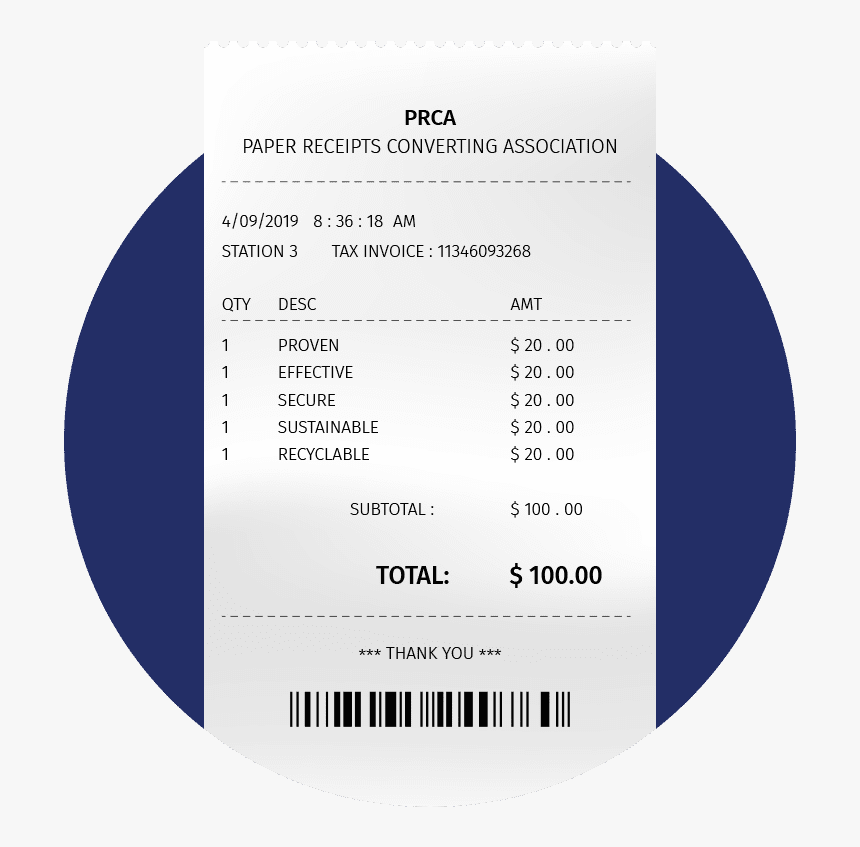 PRCA
PAPER RECEIPTS CONVERTING ASSOCIATION
4/09/2019 8 : 36 : 18 AM
STATION 3 TAX INVOICE : 11346093268
QTY DESC AMT
1 PROVEN $ 20 . 00
1 EFFECTIVE $ 20 . 00
1 SECURE $ 20 . 00
1 SUSTAINABLE $ 20 . 00
1 RECYCLABLE $ 20 . 00
SUBTOTAL : $ 100 . 00
TOTAL: $ 100.00
*** THANK YOU ***